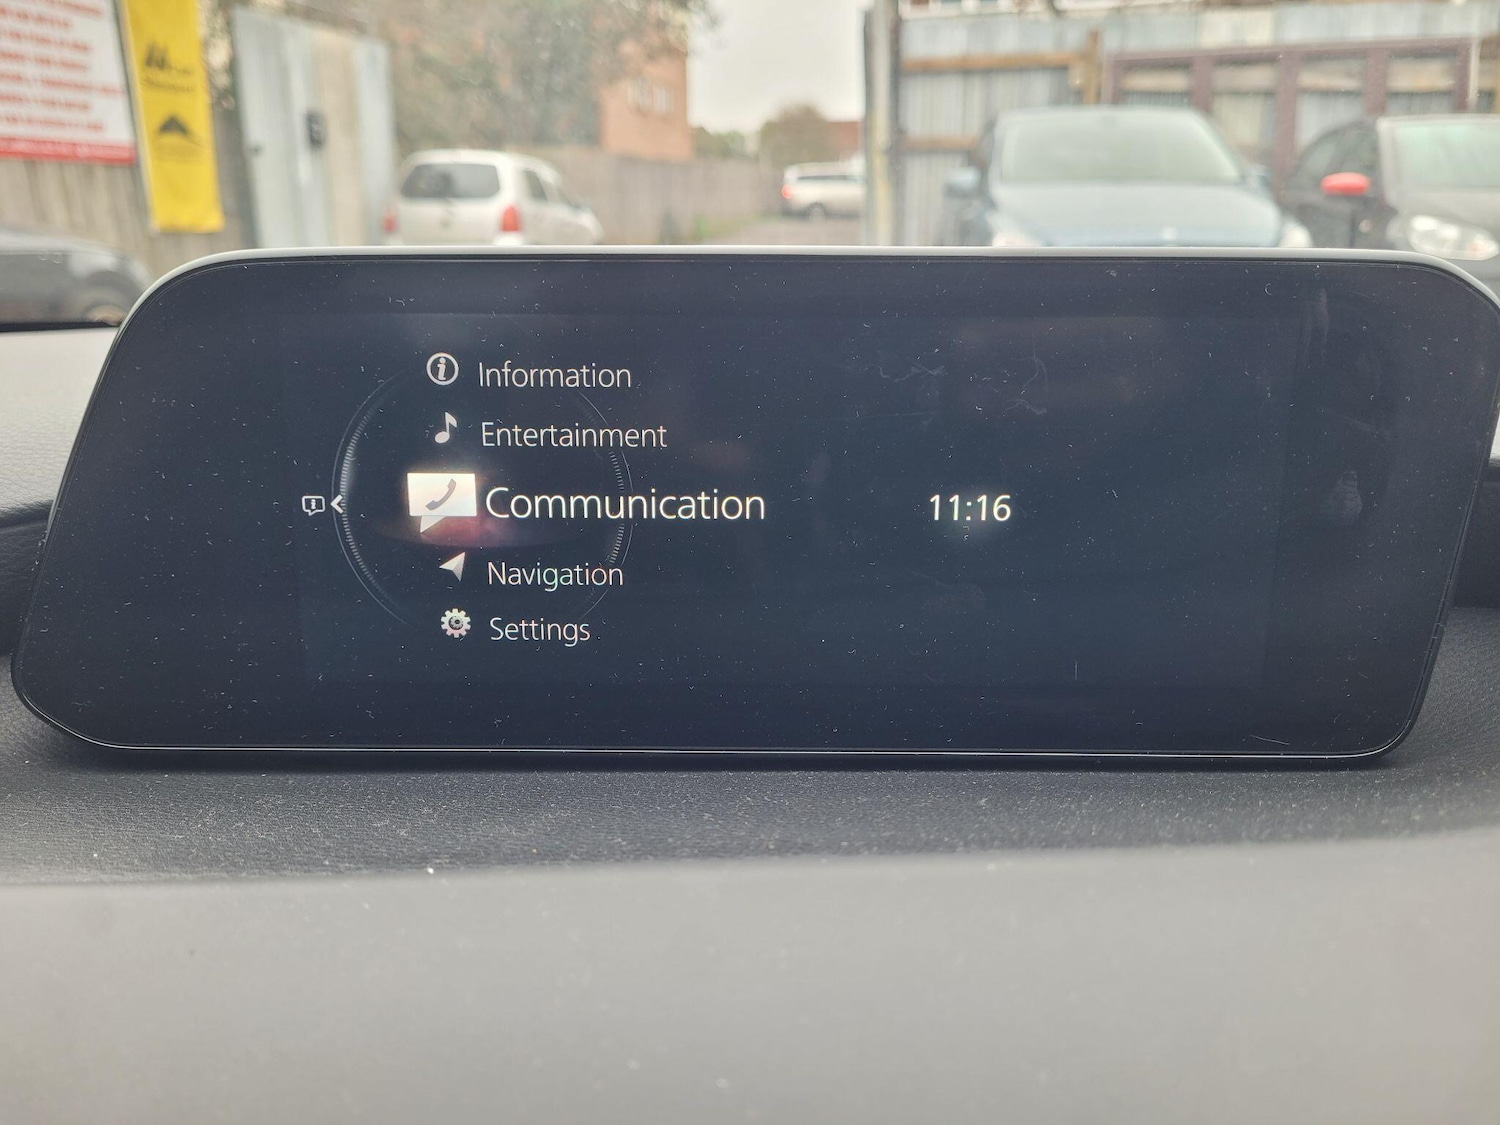 Information
Entertainment
Communication
11:16
Navigation
Settings